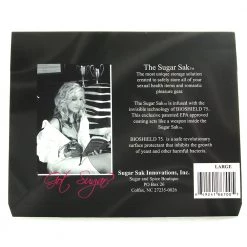 The Sugar Sak™
The most unique storage solution
created to safely store all of your
sexual health items and romantic
pleasure gear.
The Sugar Sak™ is infused with the
invisible technology of BIOSHIELD 75.
This exclusive patented EPA approved
coating acts like a weapon inside the
Sugar Sak™.
BIOSHIELD 75. is a safe revolutionary
surface protectant that inhibits the growth
of yeast and other harmful bacteria.
Got Sugar?
Sugar Sak Innovations, Inc.
Sugar and Spice Boutique
PO Box 26
Colfax, NC 27235-0026
LARGE